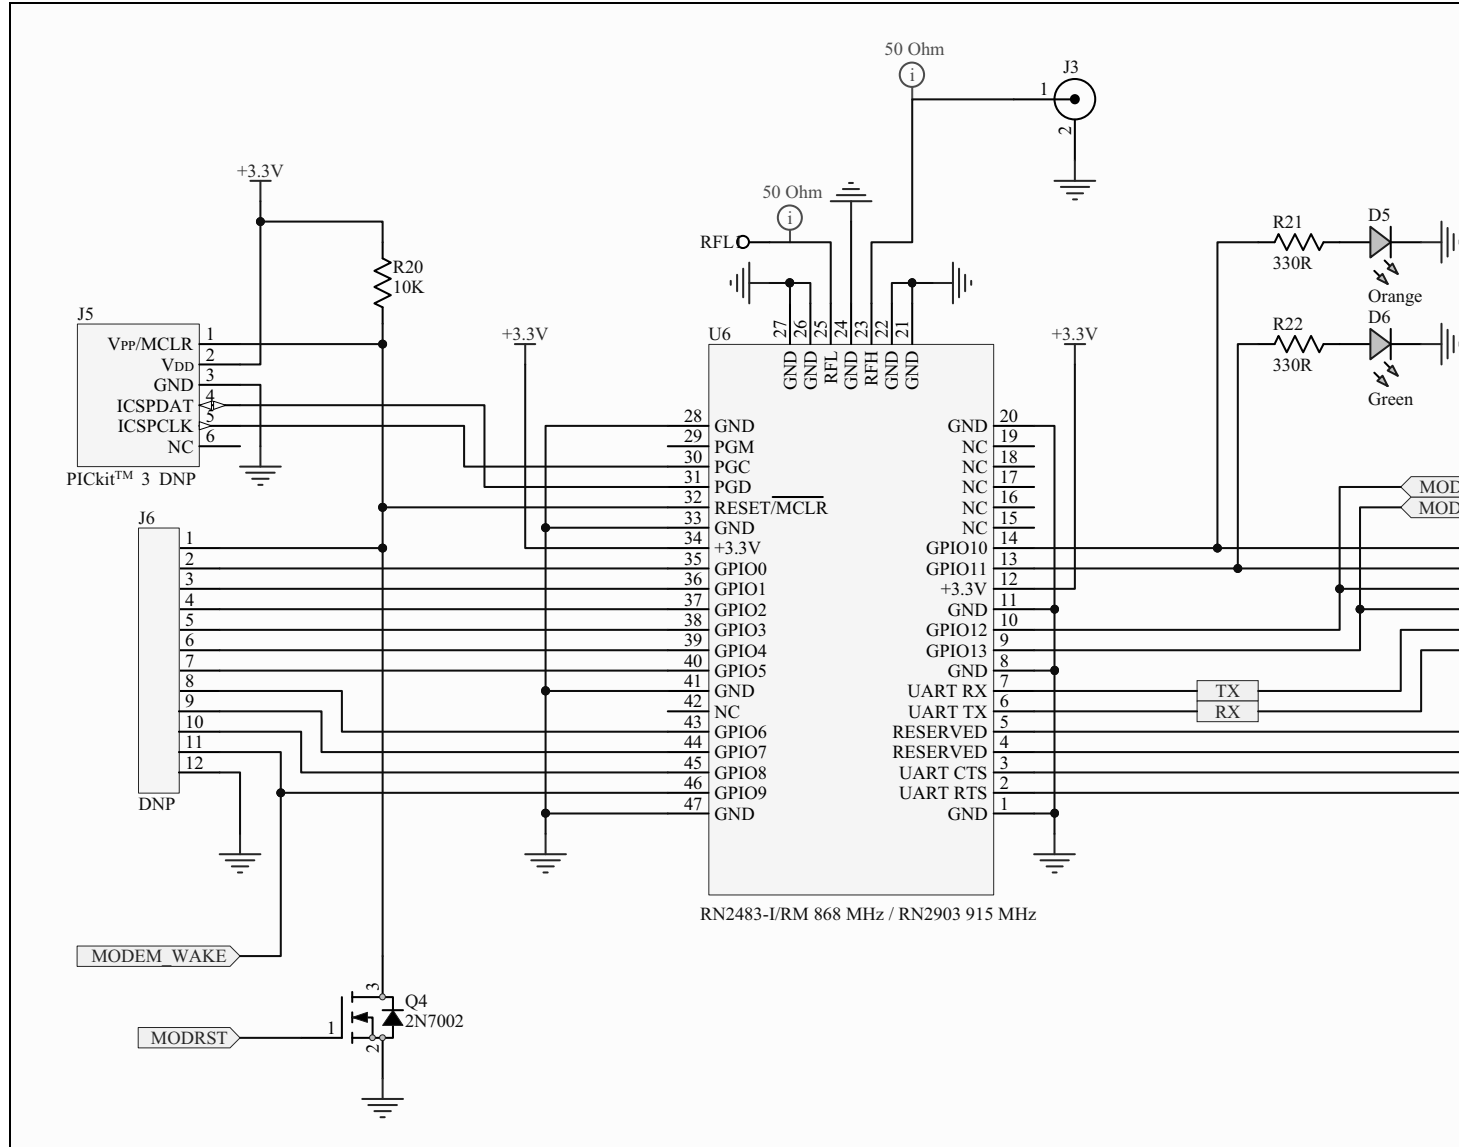 50 Ohm
i
J3
1
2
+3.3V
50 Ohm
i
RFL
R20
10K
R21
330R
D5
Orange
R22
330R
D6
Green
J5
VPP/MCLR 1
VDD 2
GND 3
ICSPDAT 4
ICSPCLK 5
NC 6
PICkit™ 3 DNP
+3.3V
U6
27 26 25 24 23 22 21
GND GND RFL GND RFH GND GND
+3.3V
28 GND
29 PGM
30 PGC
31 PGD
32 RESET/MCLR
33 GND
34 +3.3V
35 GPIO0
36 GPIO1
37 GPIO2
38 GPIO3
39 GPIO4
40 GPIO5
41 GND
42 NC
43 GPIO6
44 GPIO7
45 GPIO8
46 GPIO9
47 GND
GND 20
NC 19
NC 18
NC 17
NC 16
NC 15
GPIO10 14
GPIO11 13
+3.3V 12
GND 11
GPIO12 10
GPIO13 9
GND 8
UART RX 7
UART TX 6
RESERVED 5
RESERVED 4
UART CTS 3
UART RTS 2
GND 1
RN2483-I/RM 868 MHz / RN2903 915 MHz
MOD
MOD
TX
RX
J6
1
2
3
4
5
6
7
8
9
10
11
12
DNP
MODEM_WAKE
MODRST
1
3
2
Q4
2N7002